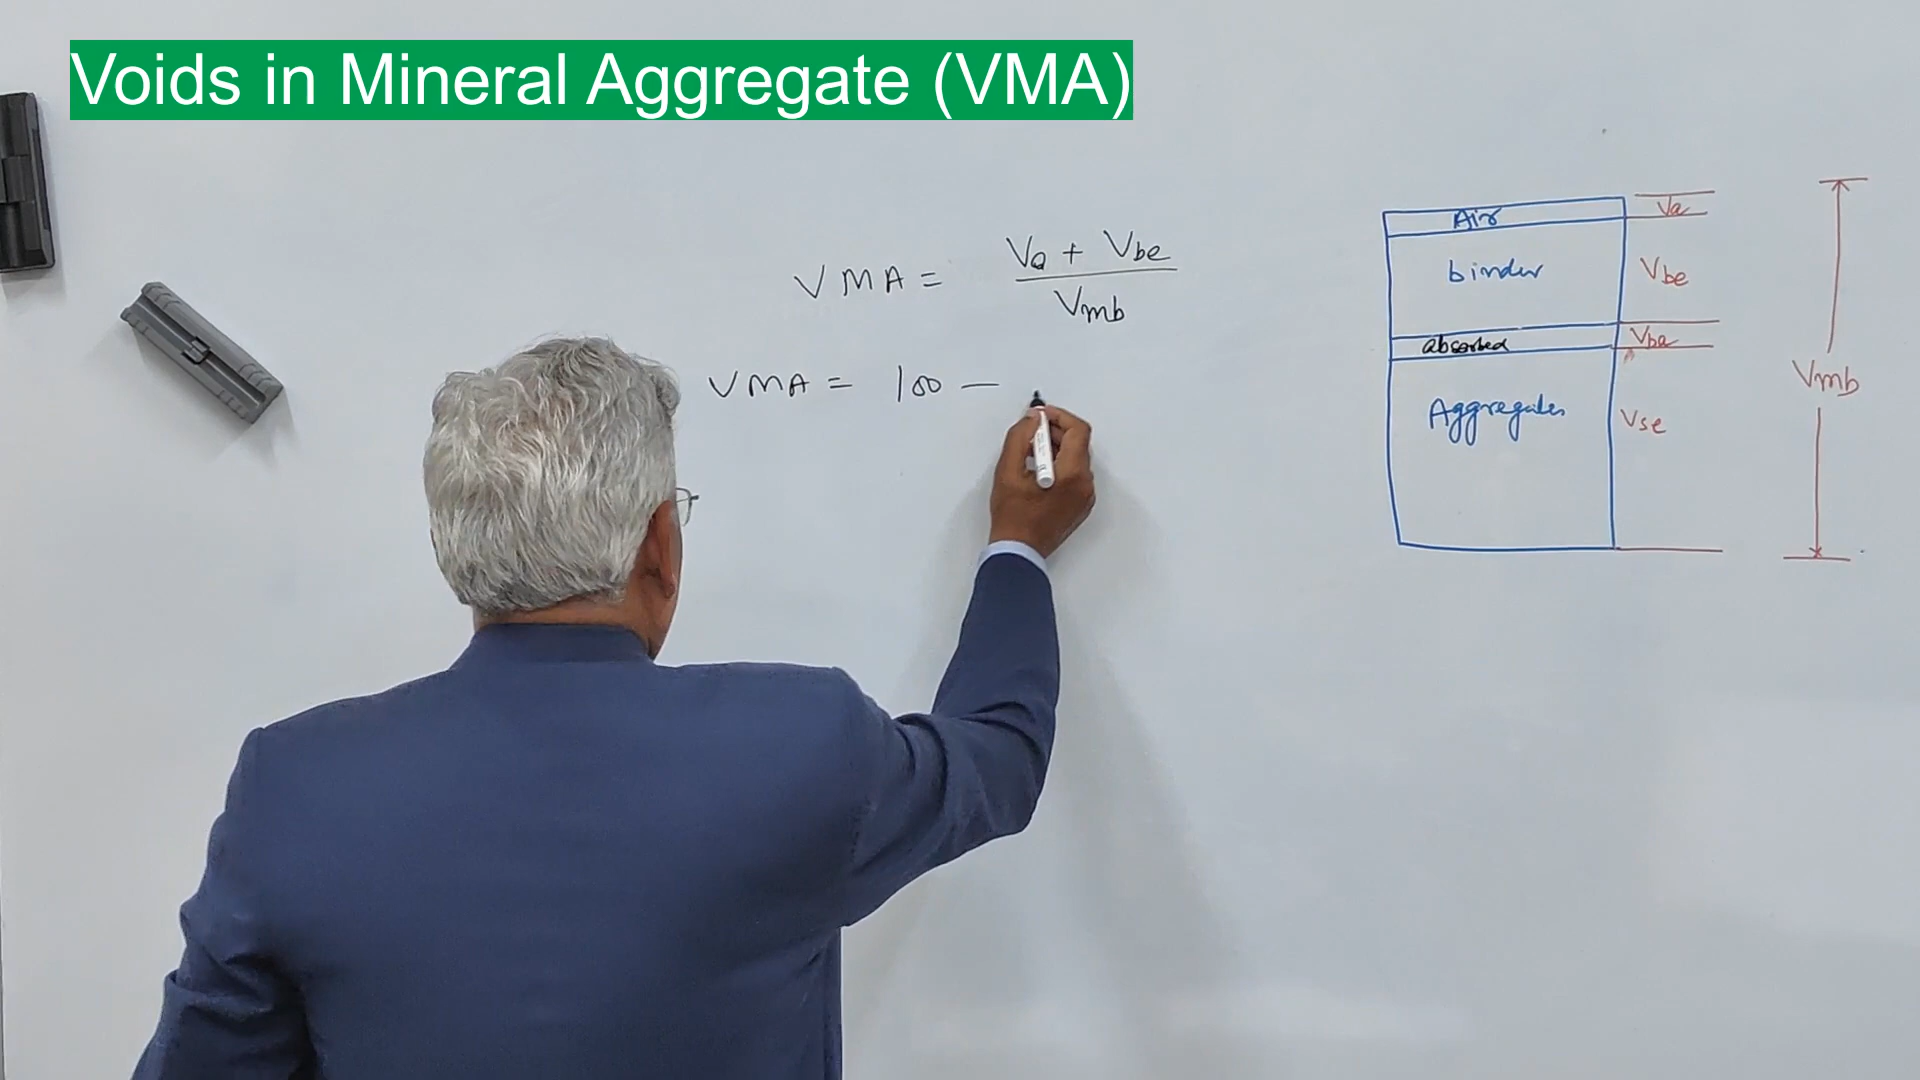 Voids in Mineral Aggregate (VMA)
VMA = Va + Vbe
Vmb
VMA = 100 —
Air
Va
binder
Vbe
absorbed
Vba
Aggregates
Vse
Vmb